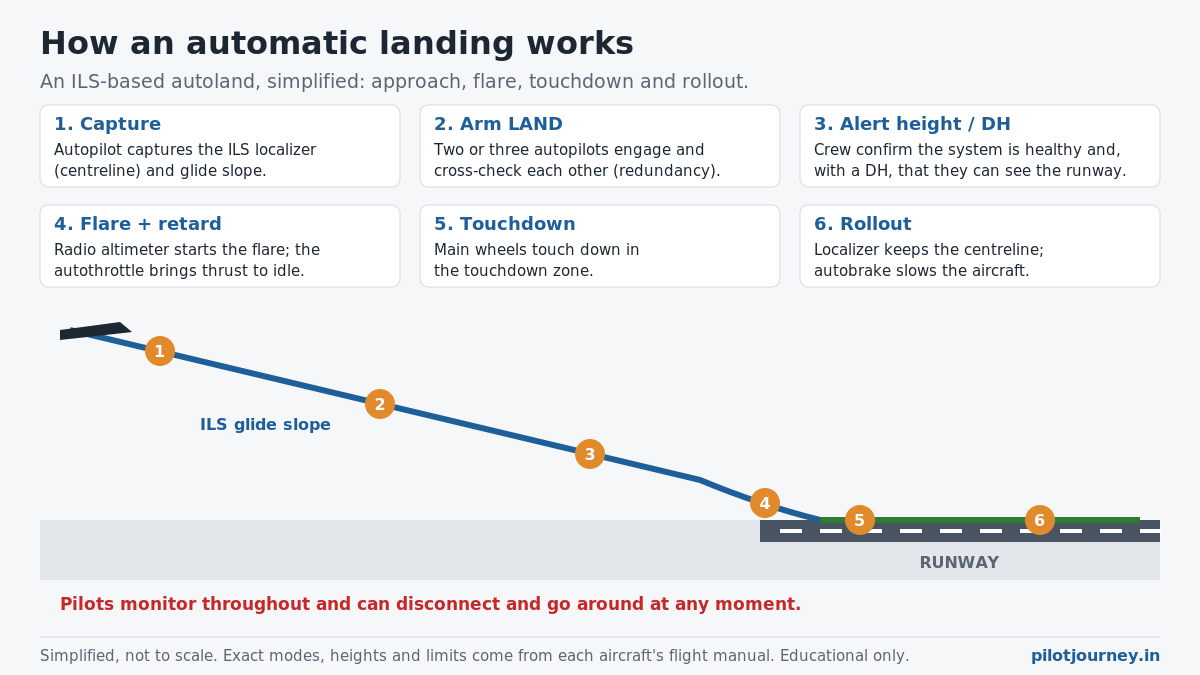 How an automatic landing works
An ILS-based autoland, simplified: approach, flare, touchdown and rollout.
1. Capture
Autopilot captures the ILS localizer
(centreline) and glide slope.
2. Arm LAND
Two or three autopilots engage and
cross-check each other (redundancy).
3. Alert height / DH
Crew confirm the system is healthy and,
with a DH, that they can see the runway.
4. Flare + retard
Radio altimeter starts the flare; the
autothrottle brings thrust to idle.
5. Touchdown
Main wheels touch down in
the touchdown zone.
6. Rollout
Localizer keeps the centreline;
autobrake slows the aircraft.
1
2
ILS glide slope
3
4
5
6
RUNWAY
Pilots monitor throughout and can disconnect and go around at any moment.
Simplified, not to scale. Exact modes, heights and limits come from each aircraft's flight manual. Educational only.
pilotjourney.in